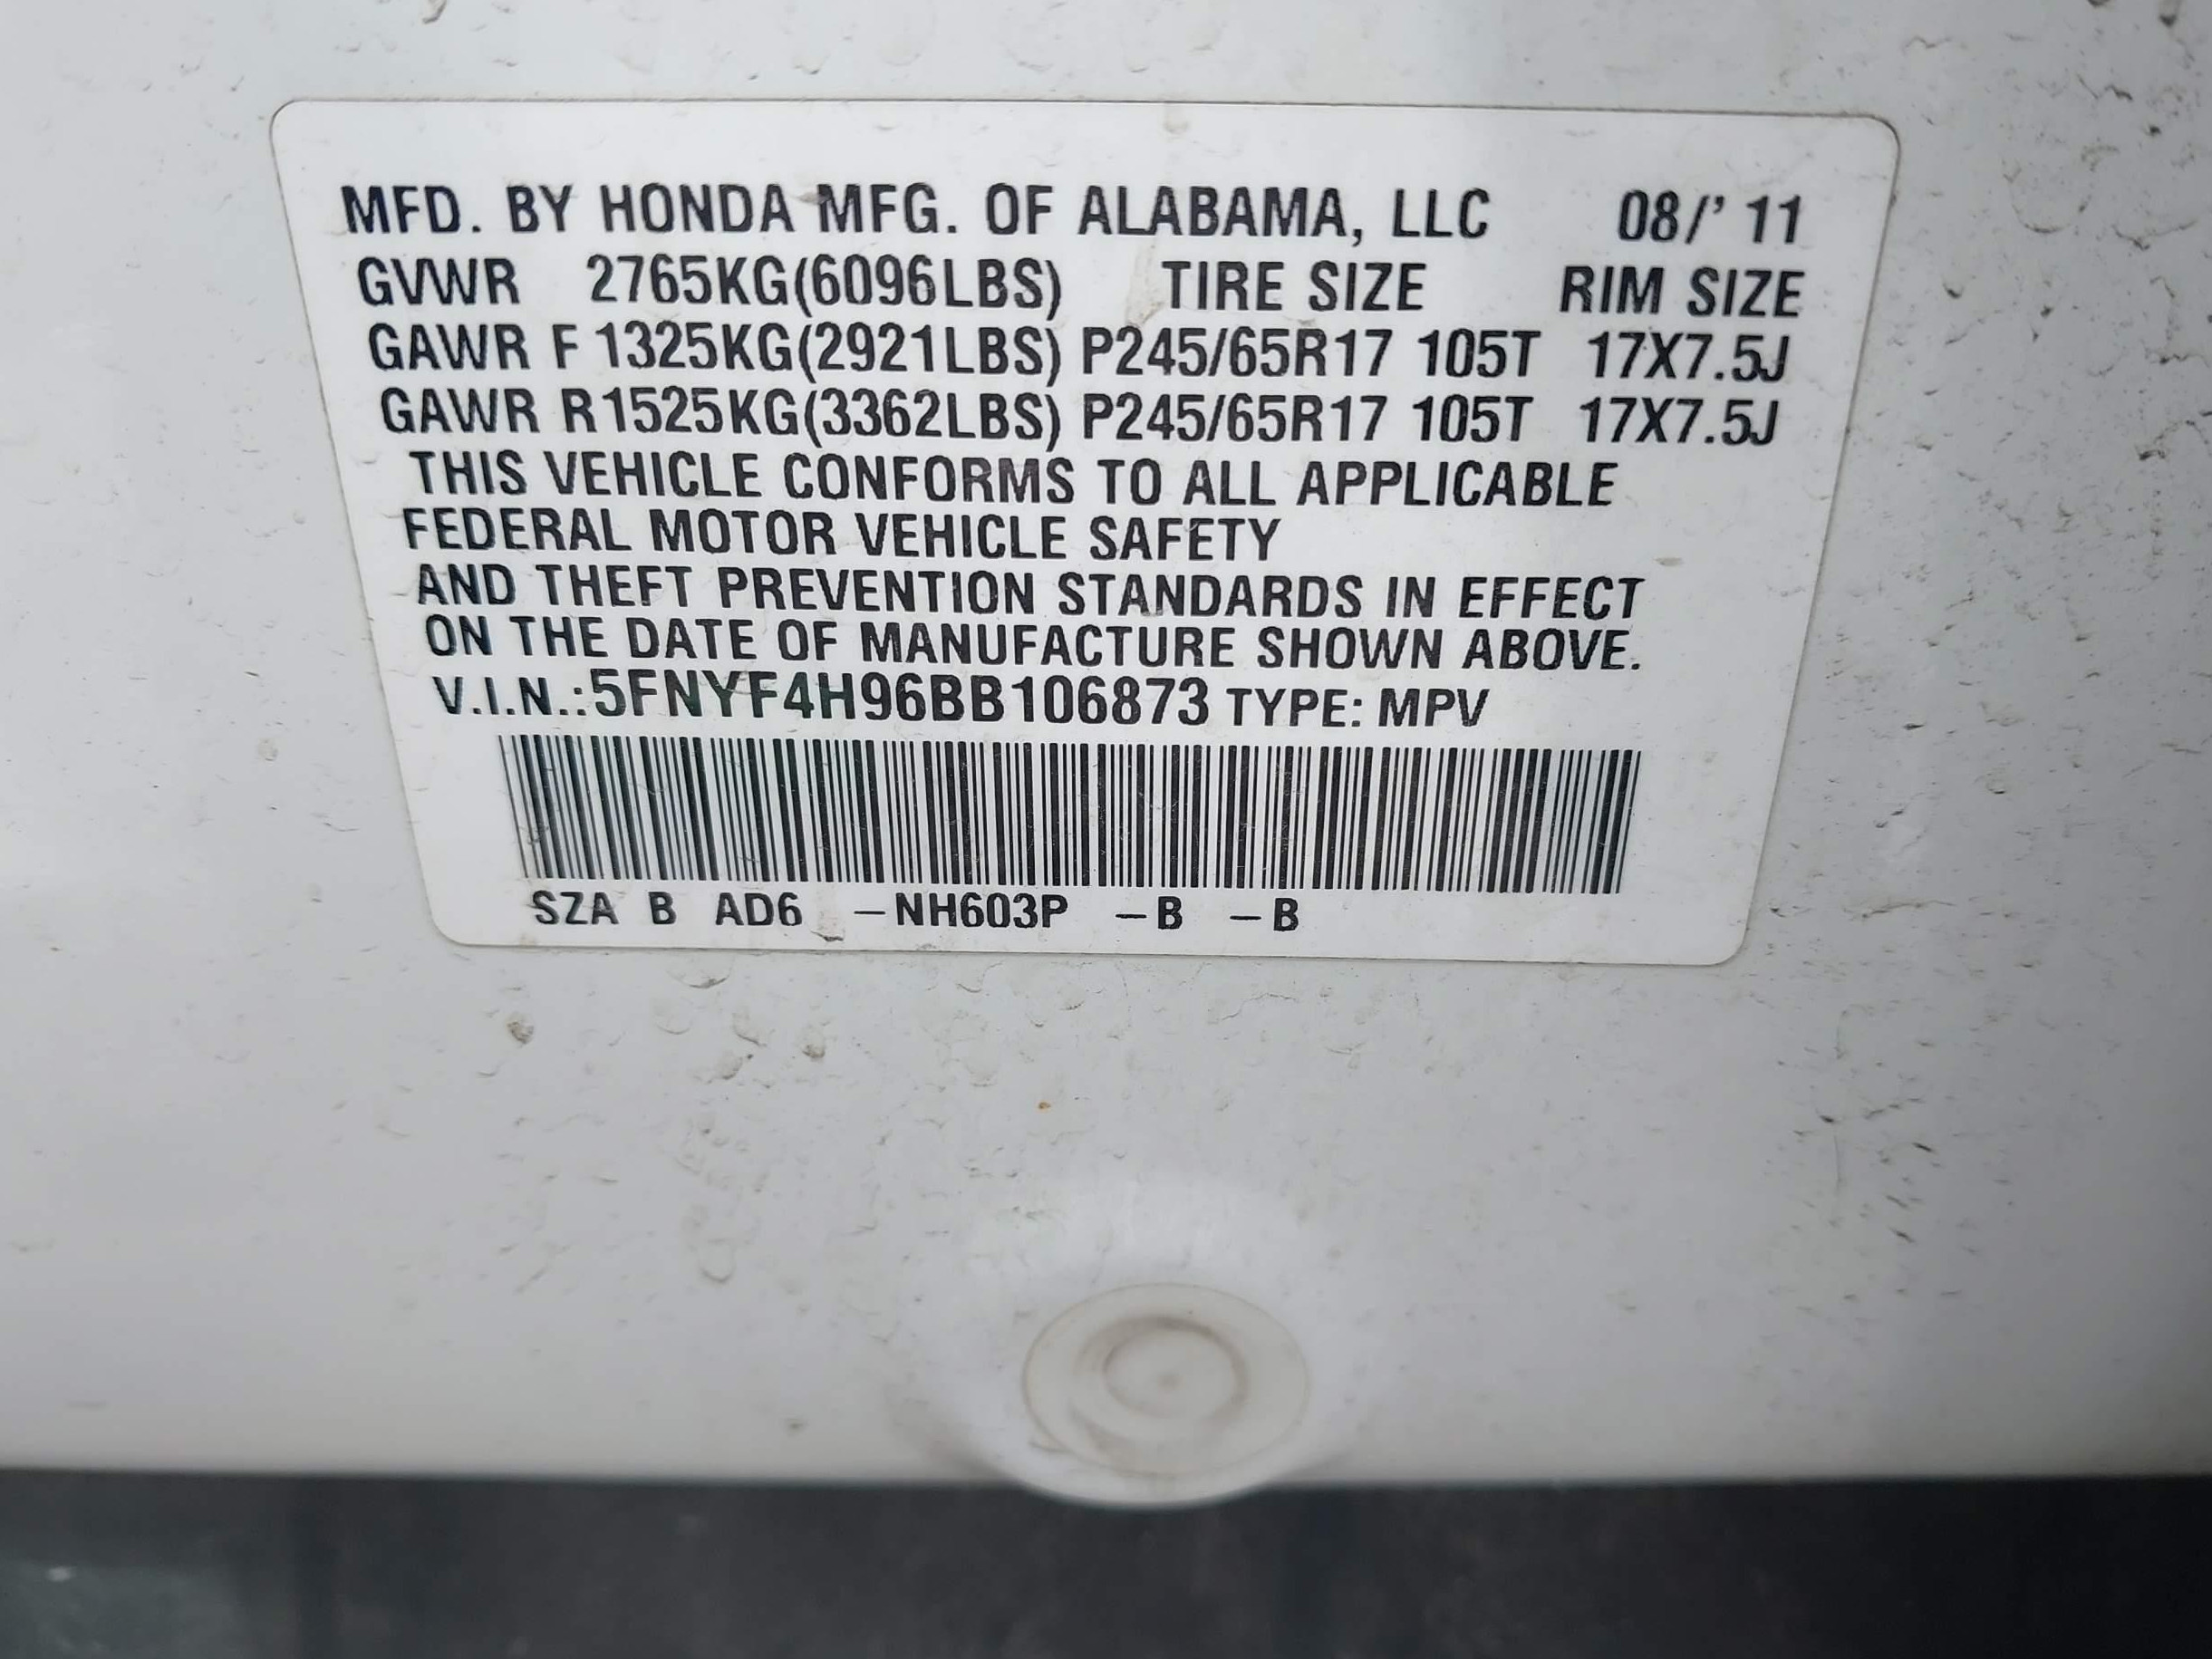 MFD. BY HONDA MFG. OF ALABAMA, LLC 08/' 11
GVWR 2765KG(6096LBS) TIRE SIZE RIM SIZE
GAWR F 1325KG(2921LBS) P245/65R17 105T 17X7.5J
GAWR R1525KG(3362LBS) P245/65R17 105T 17X7.5J
THIS VEHICLE CONFORMS TO ALL APPLICABLE
FEDERAL MOTOR VEHICLE SAFETY
AND THEFT PREVENTION STANDARDS IN EFFECT
ON THE DATE OF MANUFACTURE SHOWN ABOVE.
V.I.N.:5FNYF4H96BB106873 TYPE: MPV
SZA B AD6 –NH603P –B –B